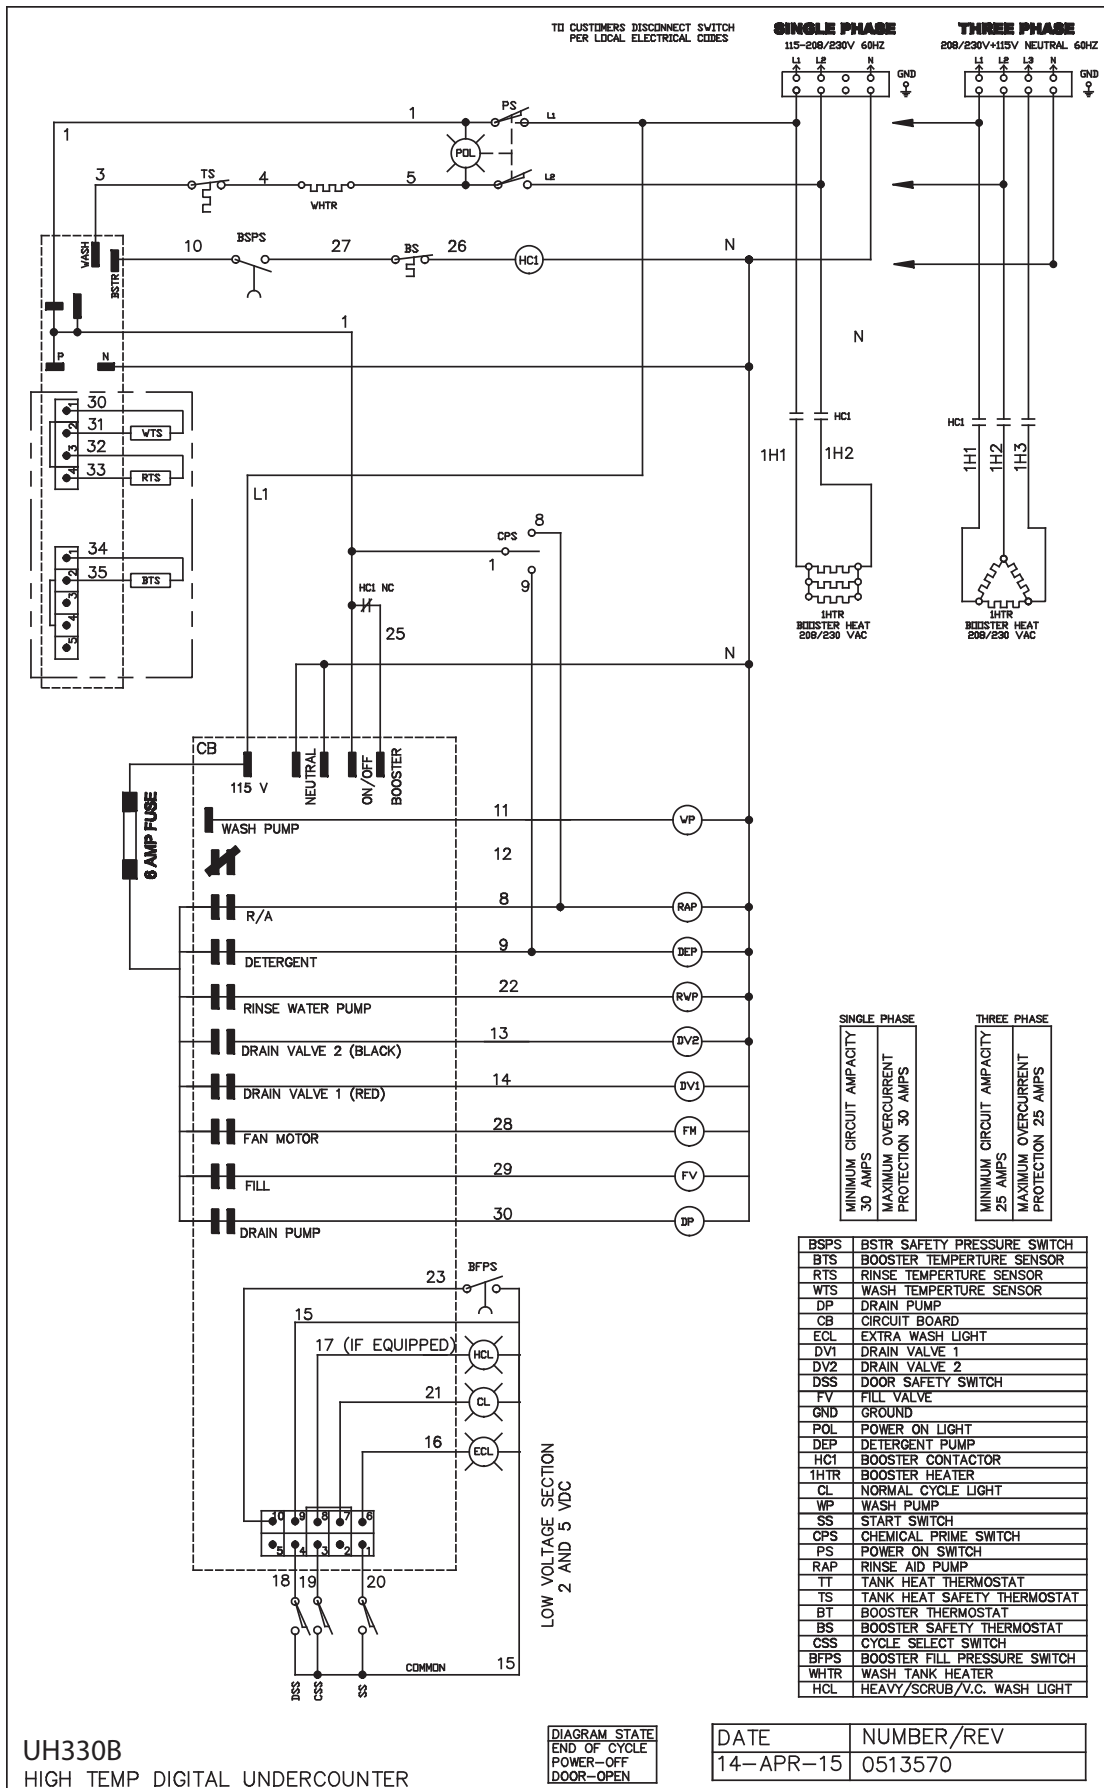 TO CUSTOMERS DISCONNECT SWITCH
PER LOCAL ELECTRICAL CODES
SINGLE PHASE
115-208/230V 60HZ
L1 L2 N
GND
THREE PHASE
208/230V+115V NEUTRAL 60HZ
L1 L2 L3 N
GND
1
1
PS
L1
POL
3
TS
4
WHTR
5
L2
WASH
BSTR
10
BSPS
27
BS
26
HC1
N
1
P
N
N
30
31
WTS
32
33
RTS
1
2
3
4
34
35
BTS
1
2
3
4
5
L1
HC1
1H1
1H2
HC1
1H1
1H2
1H3
CPS
8
1
9
HC1 NC
25
1HTR
BOOSTER HEAT
208/230 VAC
1HTR
BOOSTER HEAT
208/230 VAC
N
CB
115 V
NEUTRAL
ON/OFF
BOOSTER
6 AMP FUSE
WASH PUMP
11
WP
12
R/A
8
RAP
DETERGENT
9
DEP
RINSE WATER PUMP
22
RWP
DRAIN VALVE 2 (BLACK)
13
DV2
DRAIN VALVE 1 (RED)
14
DV1
FAN MOTOR
28
FM
FILL
29
FV
DRAIN PUMP
30
DP
SINGLE PHASE
MINIMUM CIRCUIT AMPACITY
30 AMPS
MAXIMUM OVERCURRENT
PROTECTION 30 AMPS
THREE PHASE
MINIMUM CIRCUIT AMPACITY
25 AMPS
MAXIMUM OVERCURRENT
PROTECTION 25 AMPS
23
BFPS
15
17 (IF EQUIPPED)
HCL
21
CL
16
ECL
10 9 8 7 6
5 4 3 2 1
18 19 20
DSS
CSS
SS
COMMON
15
LOW VOLTAGE SECTION
2 AND 5 VDC
BSPS BSTR SAFETY PRESSURE SWITCH
BTS BOOSTER TEMPERTURE SENSOR
RTS RINSE TEMPERTURE SENSOR
WTS WASH TEMPERTURE SENSOR
DP DRAIN PUMP
CB CIRCUIT BOARD
ECL EXTRA WASH LIGHT
DV1 DRAIN VALVE 1
DV2 DRAIN VALVE 2
DSS DOOR SAFETY SWITCH
FV FILL VALVE
GND GROUND
POL POWER ON LIGHT
DEP DETERGENT PUMP
HC1 BOOSTER CONTACTOR
1HTR BOOSTER HEATER
CL NORMAL CYCLE LIGHT
WP WASH PUMP
SS START SWITCH
CPS CHEMICAL PRIME SWITCH
PS POWER ON SWITCH
RAP RINSE AID PUMP
TT TANK HEAT THERMOSTAT
TS TANK HEAT SAFETY THERMOSTAT
BT BOOSTER THERMOSTAT
BS BOOSTER SAFETY THERMOSTAT
CSS CYCLE SELECT SWITCH
BFPS BOOSTER FILL PRESSURE SWITCH
WHTR WASH TANK HEATER
HCL HEAVY/SCRUB/V.C. WASH LIGHT
UH330B
HIGH TEMP DIGITAL UNDERCOUNTER
DIAGRAM STATE
END OF CYCLE
POWER-OFF
DOOR-OPEN
DATE NUMBER/REV
14-APR-15 0513570